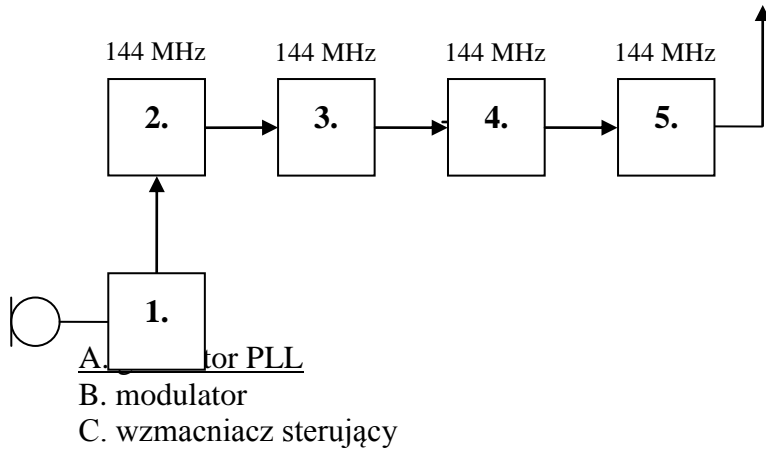 144 MHz 144 MHz 144 MHz 144 MHz
2. 3. 4. 5.
1.
A. tor PLL
B. modulator
C. wzmacniacz sterujący